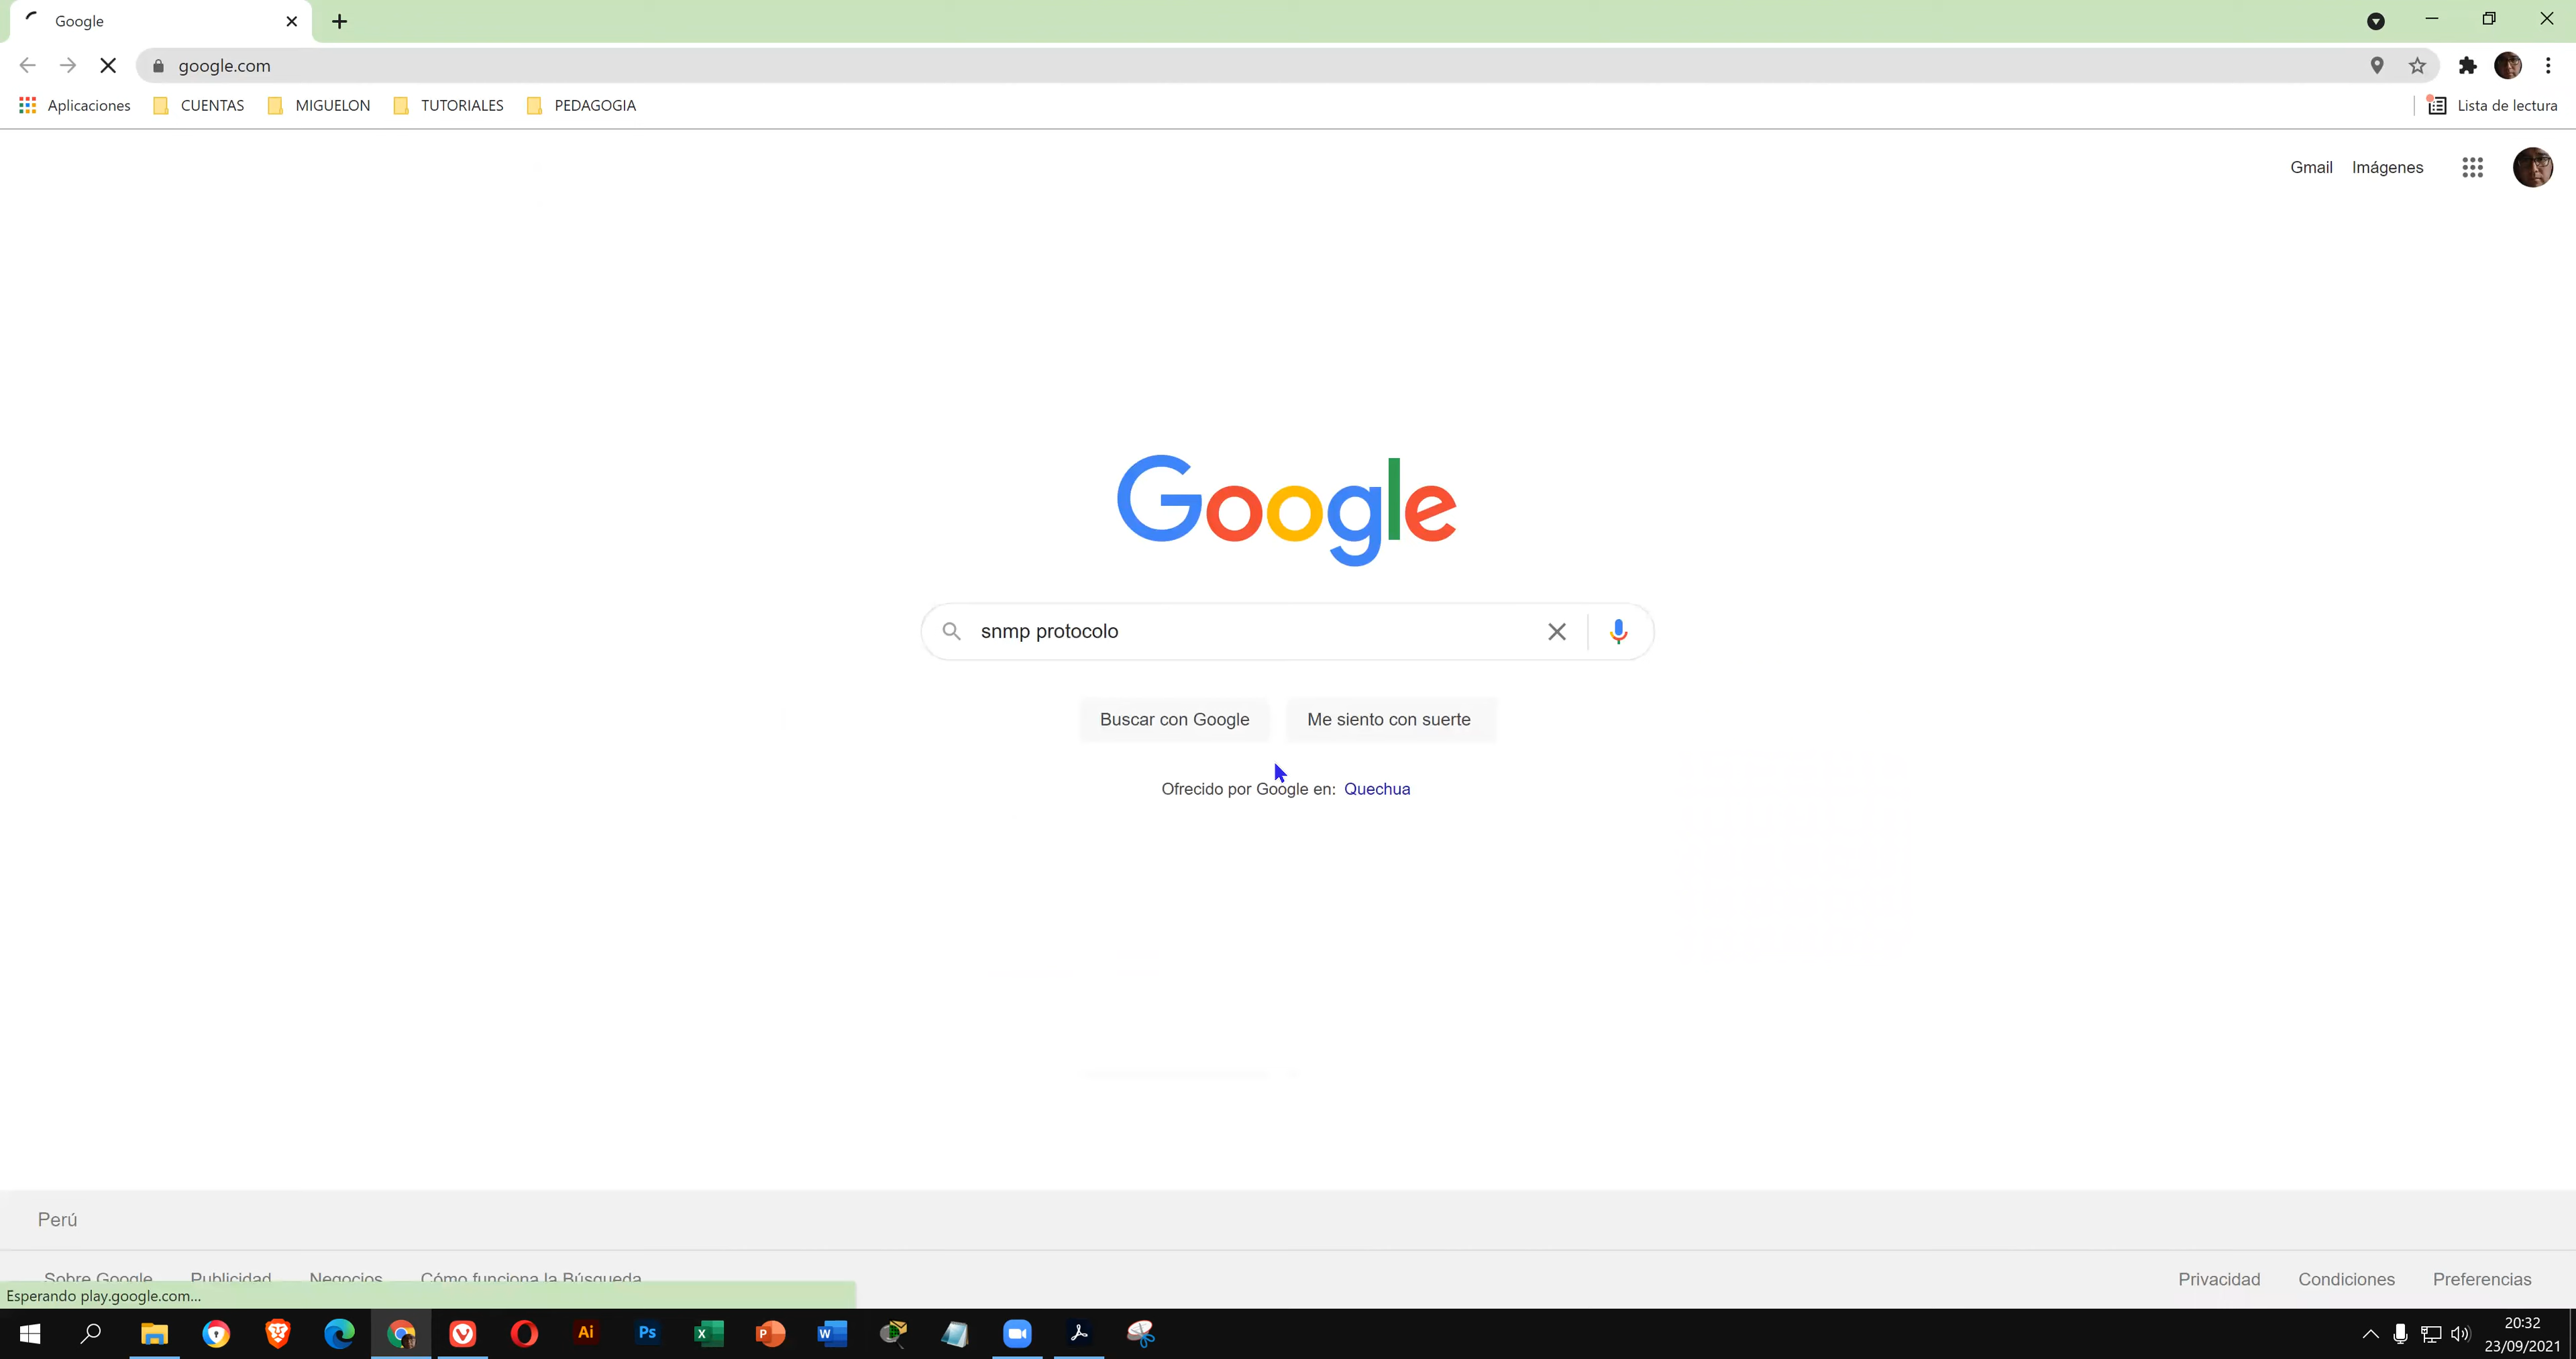 Google
google.com
Aplicaciones CUENTAS MIGUELON TUTORIALES PEDAGOGIA Lista de lectura
Gmail Imágenes
Google
snmp protocolo
Buscar con Google Me siento con suerte
Ofrecido por Google en: Quechua
Perú
Sobre Google Publicidad Negocios Cómo funciona la Búsqueda Privacidad Condiciones Preferencias
Esperando play.google.com...
Ai Ps X P W
20:32
23/09/2021